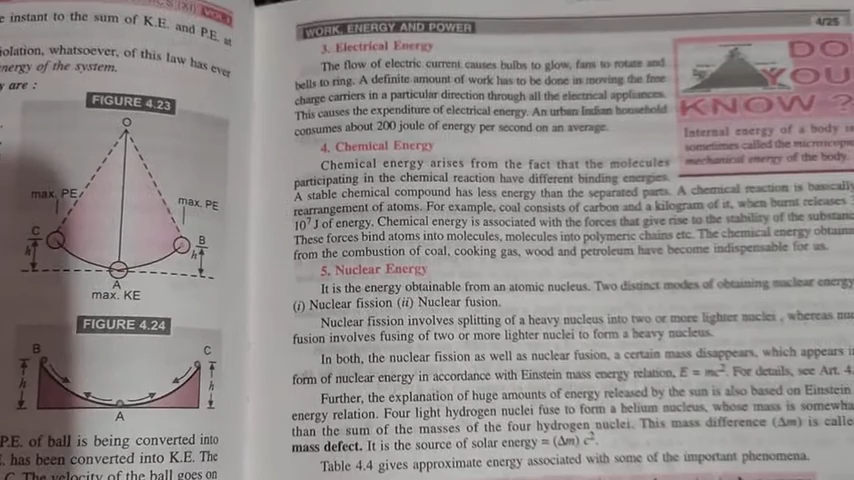 (XI) VOL.I
e instant to the sum of K.E. and P.E. at
iolation, whatsoever, of this law has ever
nergy of the system.
y are :
FIGURE 4.23
O
max. PE
max. PE
C
B
h
h
A
max. KE
FIGURE 4.24
B
C
h
h
A
P.E. of ball is being converted into
. has been converted into K.E. The
C. The velocity of the ball goes on
WORK, ENERGY AND POWER
4/25
3. Electrical Energy
The flow of electric current causes bulbs to glow, fans to rotate and
bells to ring. A definite amount of work has to be done in moving the free
charge carriers in a particular direction through all the electrical appliances.
This causes the expenditure of electrical energy. An urban Indian household
consumes about 200 joule of energy per second on an average.
DO
YOU
KNOW ?
Internal energy of a body is
sometimes called the microscopic
mechanical energy of the body.
4. Chemical Energy
Chemical energy arises from the fact that the molecules
participating in the chemical reaction have different binding energies.
A stable chemical compound has less energy than the separated parts. A chemical reaction is basically
rearrangement of atoms. For example, coal consists of carbon and a kilogram of it, when burnt releases
10⁷ J of energy. Chemical energy is associated with the forces that give rise to the stability of the substanc
These forces bind atoms into molecules, molecules into polymeric chains etc. The chemical energy obtaine
from the combustion of coal, cooking gas, wood and petroleum have become indispensable for us.
5. Nuclear Energy
It is the energy obtainable from an atomic nucleus. Two distinct modes of obtaining nuclear energy
(i) Nuclear fission (ii) Nuclear fusion.
Nuclear fission involves splitting of a heavy nucleus into two or more lighter nuclei , whereas nuc
fusion involves fusing of two or more lighter nuclei to form a heavy nucleus.
In both, the nuclear fission as well as nuclear fusion, a certain mass disappears, which appears i
form of nuclear energy in accordance with Einstein mass energy relation, E = mc². For details, see Art. 4.
Further, the explanation of huge amounts of energy released by the sun is also based on Einstein
energy relation. Four light hydrogen nuclei fuse to form a helium nucleus, whose mass is somewha
than the sum of the masses of the four hydrogen nuclei. This mass difference (Δm) is calle
mass defect. It is the source of solar energy = (Δm) c².
Table 4.4 gives approximate energy associated with some of the important phenomena.